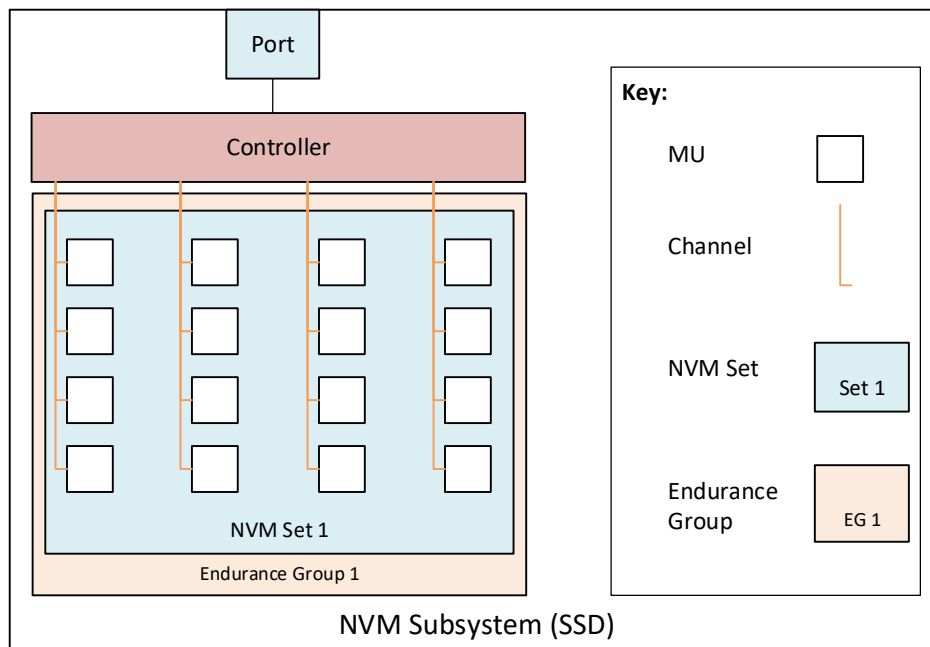 Port
Controller
NVM Set 1
Endurance Group 1
NVM Subsystem (SSD)
Key:
MU
Channel
NVM Set
Set 1
Endurance
Group
EG 1